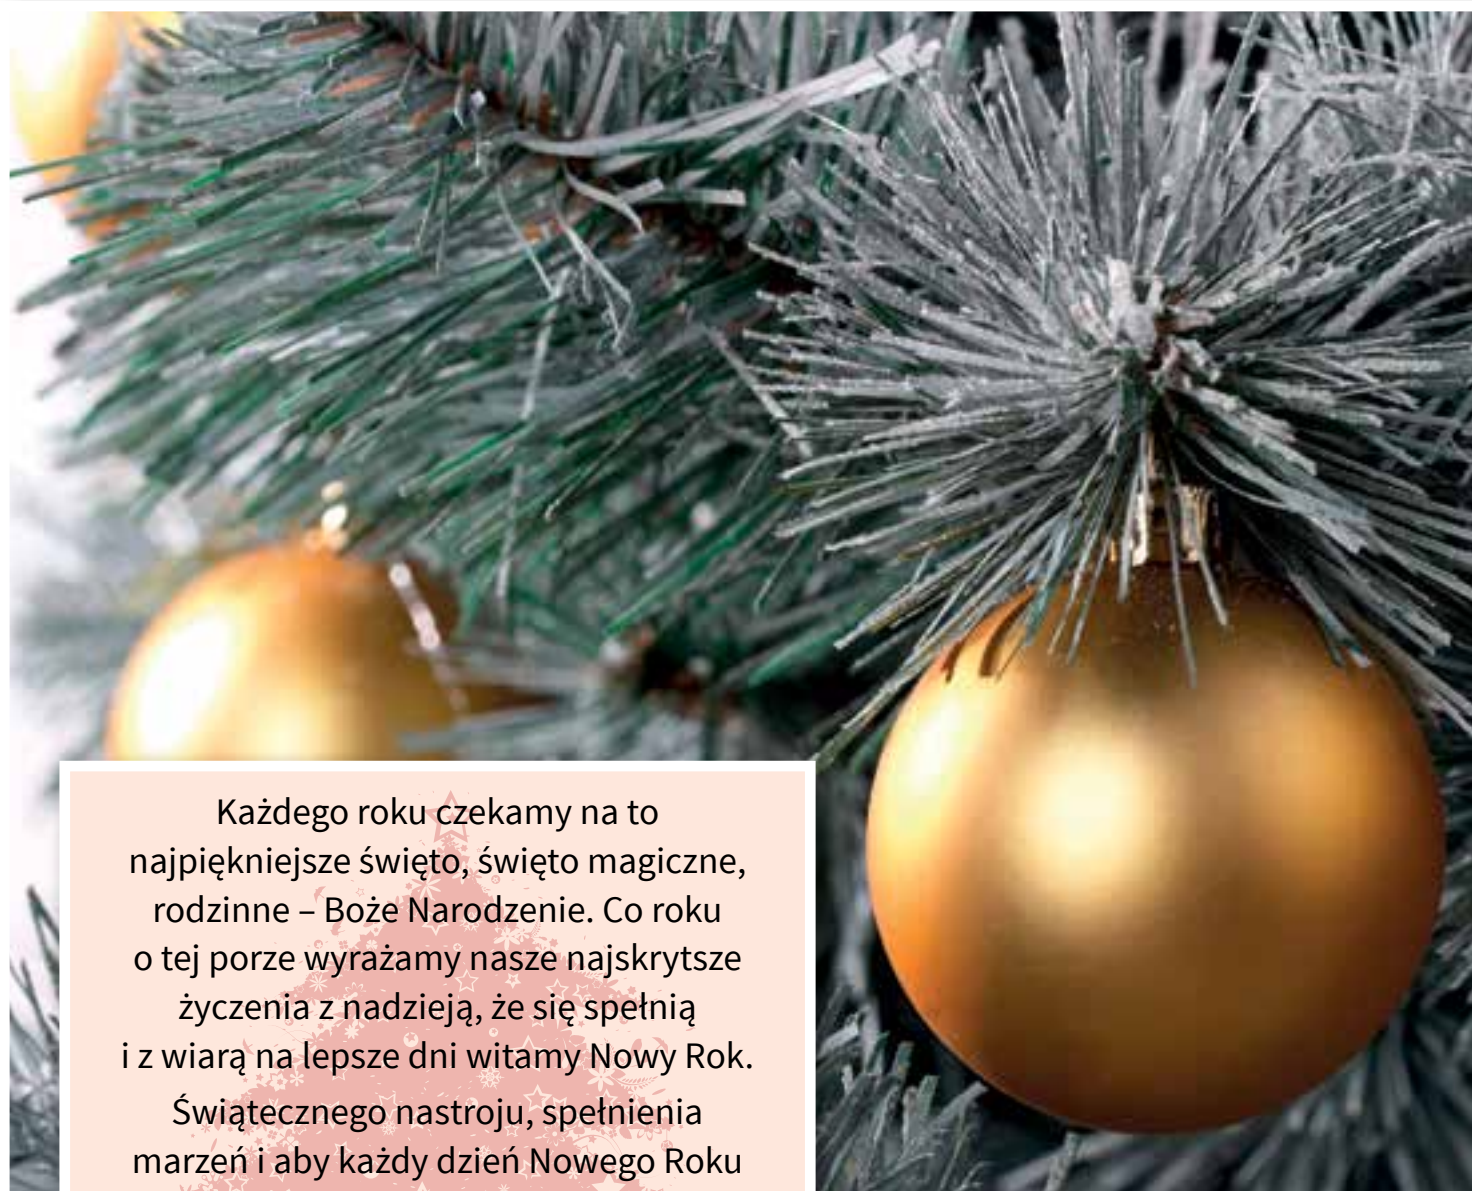 Każdego roku czekamy na to
najpiękniejsze święto, święto magiczne,
rodzinne – Boże Narodzenie. Co roku
o tej porze wyrażamy nasze najskrytsze
życzenia z nadzieją, że się spełnią
i z wiarą na lepsze dni witamy Nowy Rok.
Świątecznego nastroju, spełnienia
marzeń i aby każdy dzień Nowego Roku